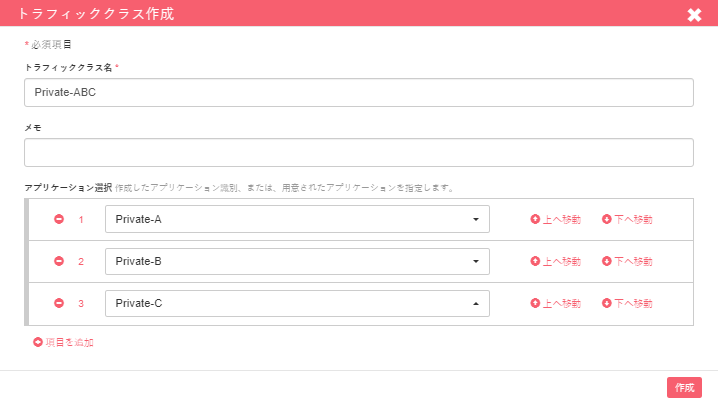 トラフィッククラス作成
*必須項目
トラフィッククラス名 *
Private-ABC
メモ
アプリケーション選択 作成したアプリケーション識別、または、用意されたアプリケーションを指定します。
1 Private-A 上へ移動 下へ移動
2 Private-B 上へ移動 下へ移動
3 Private-C 上へ移動 下へ移動
項目を追加
作成